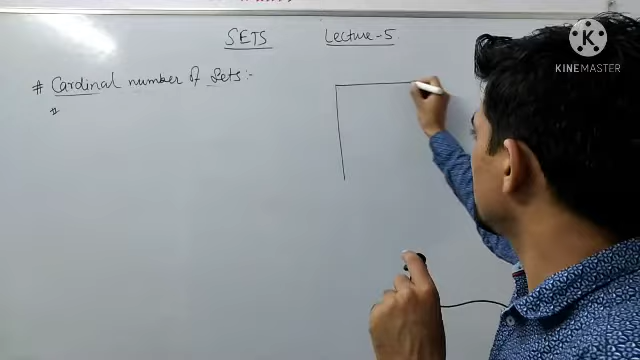 SETS Lecture-5
# Cardinal number of Sets:-
#
KINEMASTER